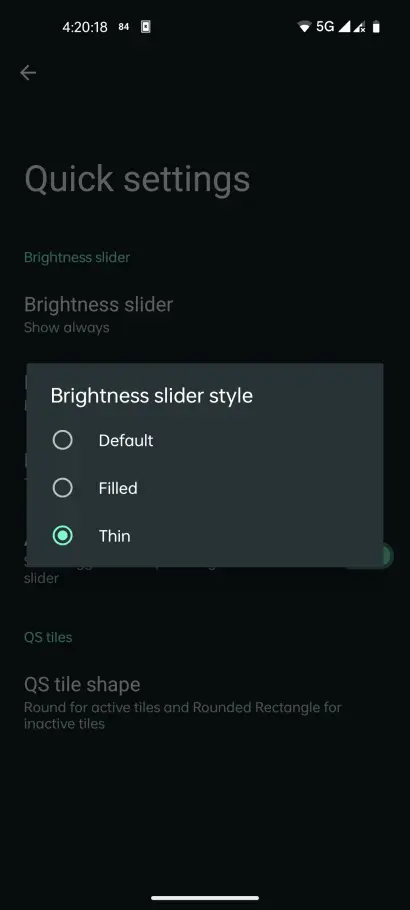 4:20:18 84 5G
Quick settings
Brightness slider
Brightness slider
Show always
Brightness slider style
Default
Filled
Thin
slider
QS tiles
QS tile shape
Round for active tiles and Rounded Rectangle for
inactive tiles